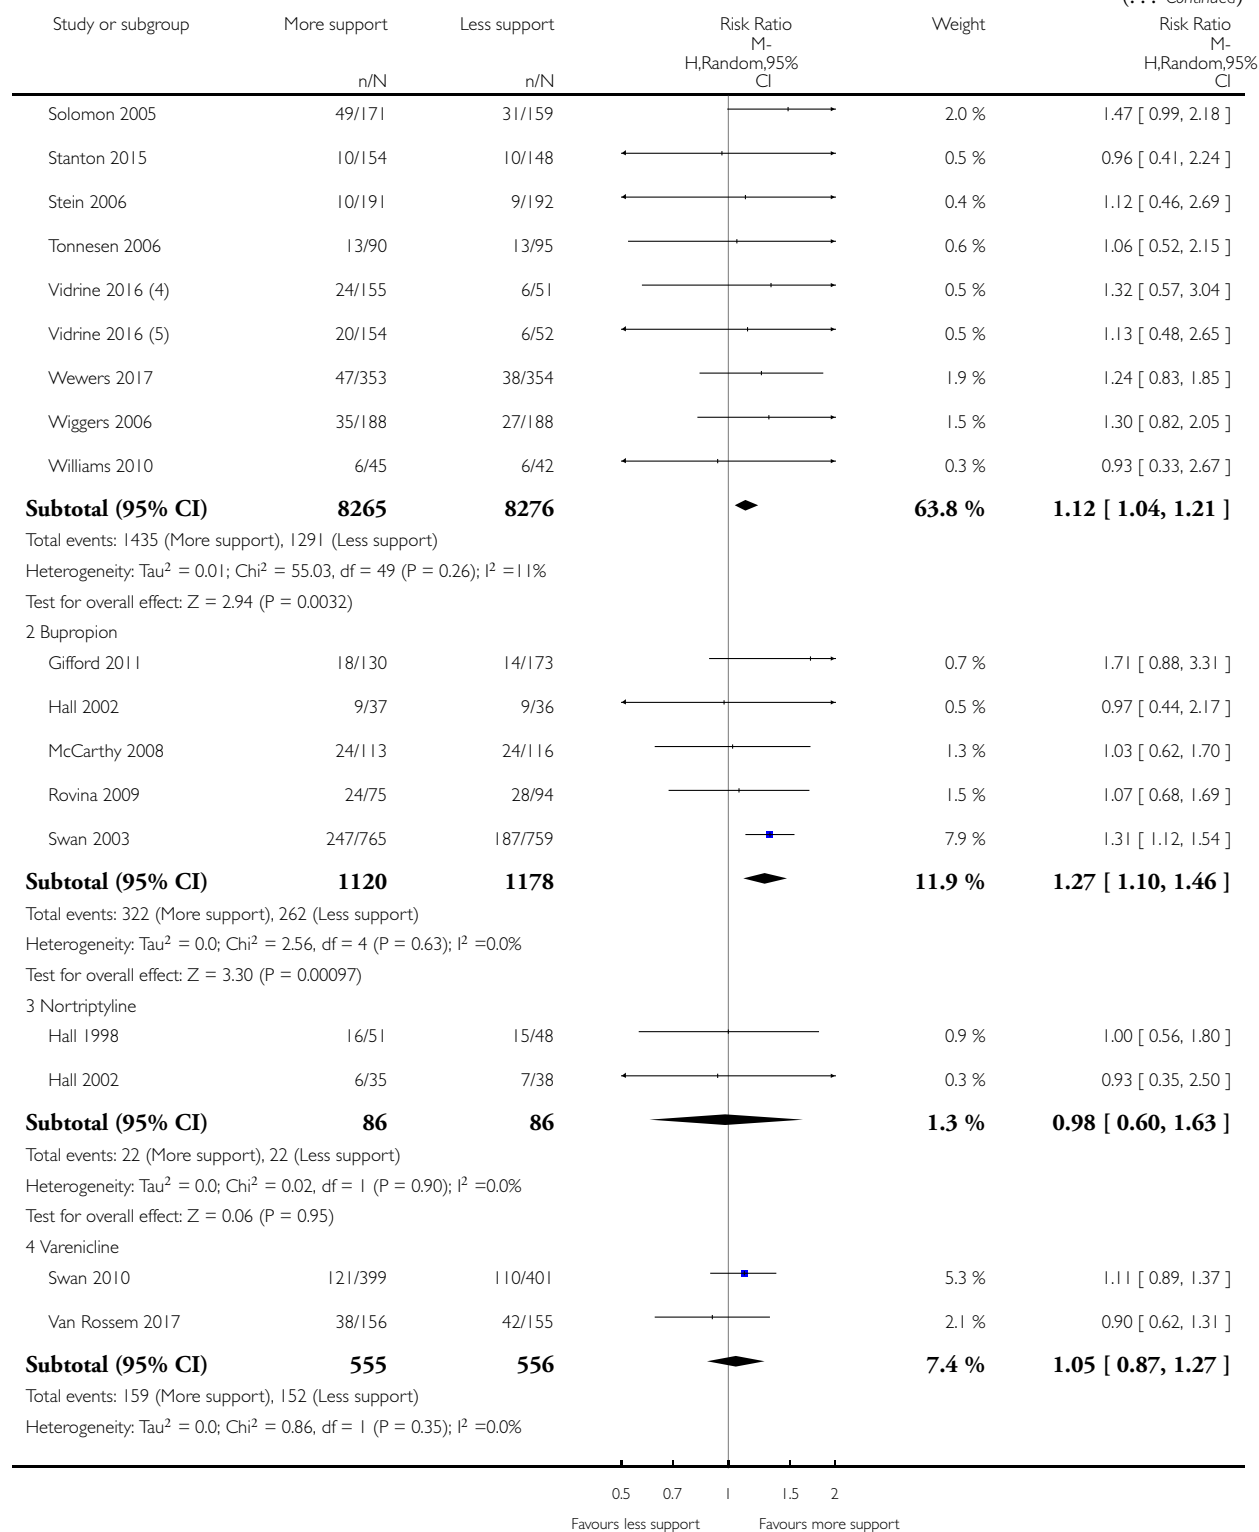 (. . . Continued)
Study or subgroup More support Less support Risk Ratio Weight Risk Ratio
M- M-
H,Random,95% H,Random,95%
n/N n/N CI CI
Solomon 2005 49/171 31/159 2.0 % 1.47 [ 0.99, 2.18 ]
Stanton 2015 10/154 10/148 0.5 % 0.96 [ 0.41, 2.24 ]
Stein 2006 10/191 9/192 0.4 % 1.12 [ 0.46, 2.69 ]
Tonnesen 2006 13/90 13/95 0.6 % 1.06 [ 0.52, 2.15 ]
Vidrine 2016 (4) 24/155 6/51 0.5 % 1.32 [ 0.57, 3.04 ]
Vidrine 2016 (5) 20/154 6/52 0.5 % 1.13 [ 0.48, 2.65 ]
Wewers 2017 47/353 38/354 1.9 % 1.24 [ 0.83, 1.85 ]
Wiggers 2006 35/188 27/188 1.5 % 1.30 [ 0.82, 2.05 ]
Williams 2010 6/45 6/42 0.3 % 0.93 [ 0.33, 2.67 ]
Subtotal (95% CI) 8265 8276 63.8 % 1.12 [ 1.04, 1.21 ]
Total events: 1435 (More support), 1291 (Less support)
Heterogeneity: Tau² = 0.01; Chi² = 55.03, df = 49 (P = 0.26); I² =11%
Test for overall effect: Z = 2.94 (P = 0.0032)
2 Bupropion
Gifford 2011 18/130 14/173 0.7 % 1.71 [ 0.88, 3.31 ]
Hall 2002 9/37 9/36 0.5 % 0.97 [ 0.44, 2.17 ]
McCarthy 2008 24/113 24/116 1.3 % 1.03 [ 0.62, 1.70 ]
Rovina 2009 24/75 28/94 1.5 % 1.07 [ 0.68, 1.69 ]
Swan 2003 247/765 187/759 7.9 % 1.31 [ 1.12, 1.54 ]
Subtotal (95% CI) 1120 1178 11.9 % 1.27 [ 1.10, 1.46 ]
Total events: 322 (More support), 262 (Less support)
Heterogeneity: Tau² = 0.0; Chi² = 2.56, df = 4 (P = 0.63); I² =0.0%
Test for overall effect: Z = 3.30 (P = 0.00097)
3 Nortriptyline
Hall 1998 16/51 15/48 0.9 % 1.00 [ 0.56, 1.80 ]
Hall 2002 6/35 7/38 0.3 % 0.93 [ 0.35, 2.50 ]
Subtotal (95% CI) 86 86 1.3 % 0.98 [ 0.60, 1.63 ]
Total events: 22 (More support), 22 (Less support)
Heterogeneity: Tau² = 0.0; Chi² = 0.02, df = 1 (P = 0.90); I² =0.0%
Test for overall effect: Z = 0.06 (P = 0.95)
4 Varenicline
Swan 2010 121/399 110/401 5.3 % 1.11 [ 0.89, 1.37 ]
Van Rossem 2017 38/156 42/155 2.1 % 0.90 [ 0.62, 1.31 ]
Subtotal (95% CI) 555 556 7.4 % 1.05 [ 0.87, 1.27 ]
Total events: 159 (More support), 152 (Less support)
Heterogeneity: Tau² = 0.0; Chi² = 0.86, df = 1 (P = 0.35); I² =0.0%
0.5 0.7 1 1.5 2
Favours less support Favours more support